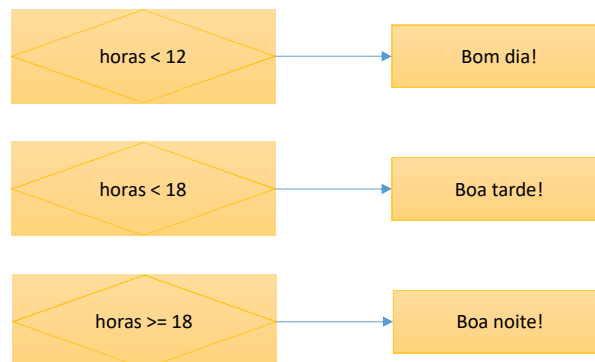 horas < 12
Bom dia!
horas < 18
Boa tarde!
horas >= 18
Boa noite!